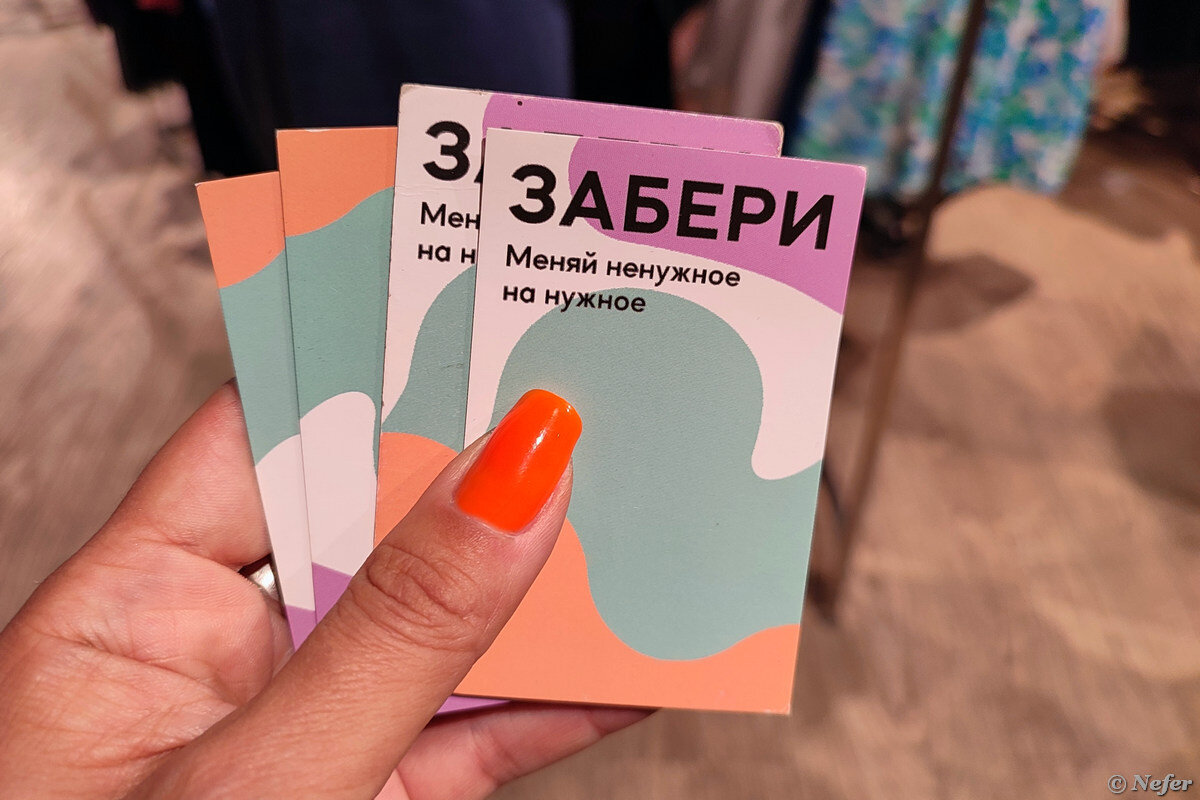 ЗАБЕРИ
Меняй ненужное
на нужное
© Nefer